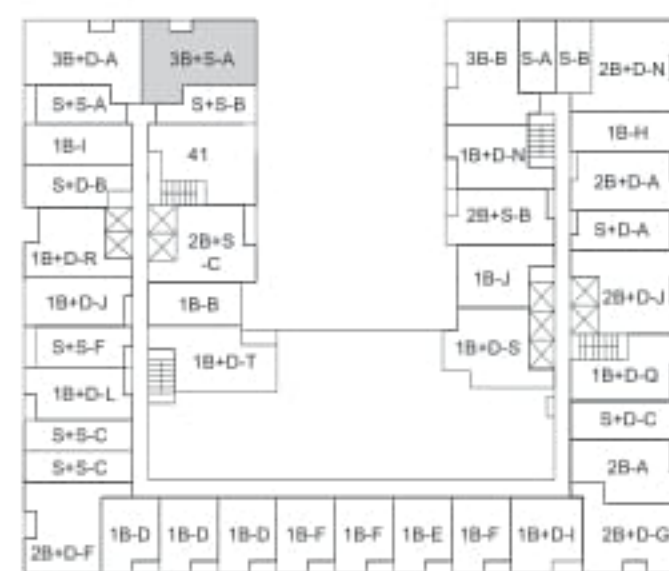 3B+D-A
3B+S-A
3B-B
S-A
S-B
2B+D-N
S+S-A
S+S-B
1B-I
41
1B+D-N
1B-H
S+D-B
2B+D-A
2B+S-B
S+D-A
1B+D-R
2B+S
-C
1B-J
2B+D-J
1B+D-J
1B-B
S+S-F
1B+D-T
1B+D-S
1B+D-Q
1B+D-L
S+D-C
S+S-C
S+S-C
2B-A
2B+D-F
1B-D
1B-D
1B-D
1B-F
1B-F
1B-E
1B-F
1B+D-I
2B+D-G